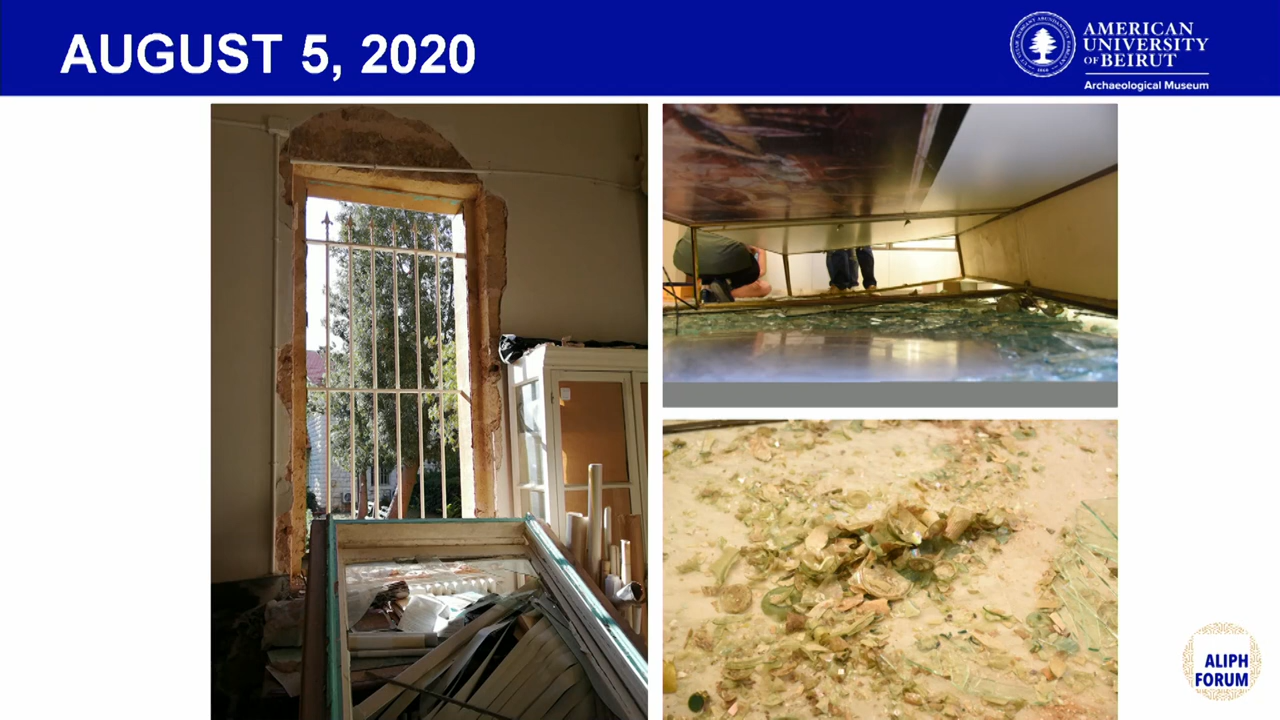 AUGUST 5, 2020
AMERICAN
UNIVERSITY
OF BEIRUT
Archaeological Museum
ALIPH
FORUM